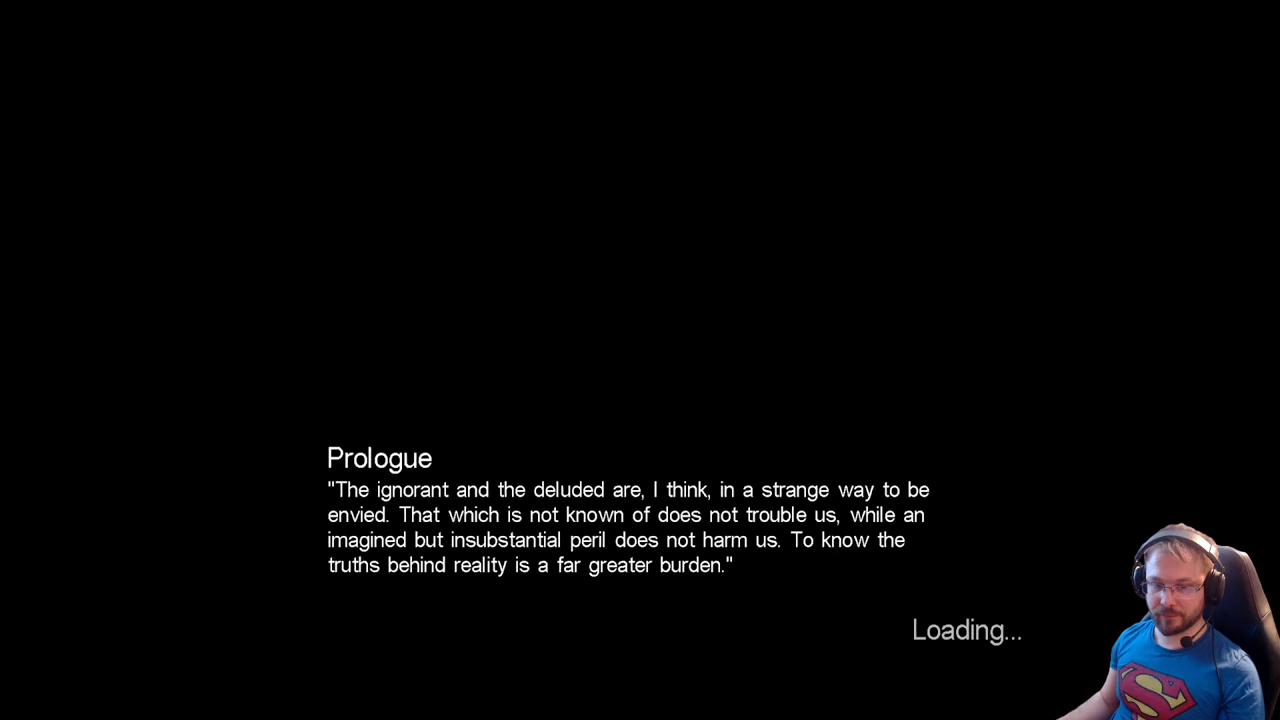 Prologue
"The ignorant and the deluded are, I think, in a strange way to be
envied. That which is not known of does not trouble us, while an
imagined but insubstantial peril does not harm us. To know the
truths behind reality is a far greater burden."
Loading...